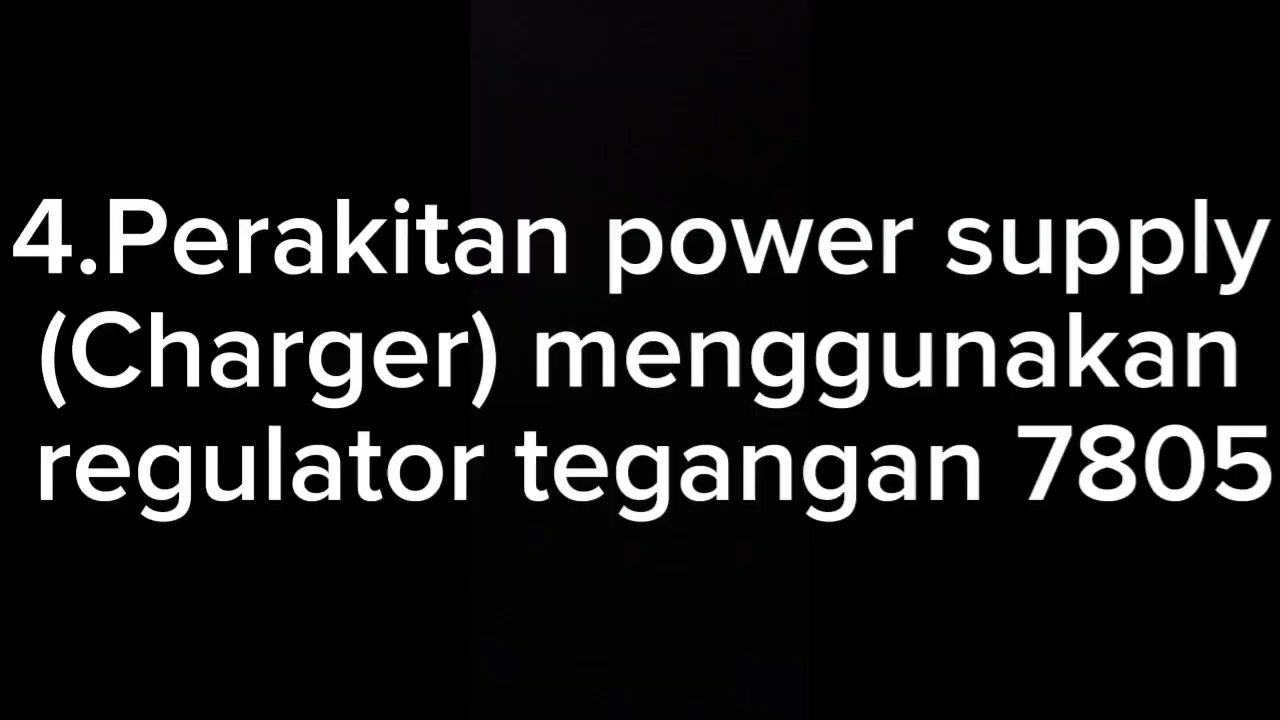 4.Perakitan power supply
(Charger) menggunakan
regulator tegangan 7805